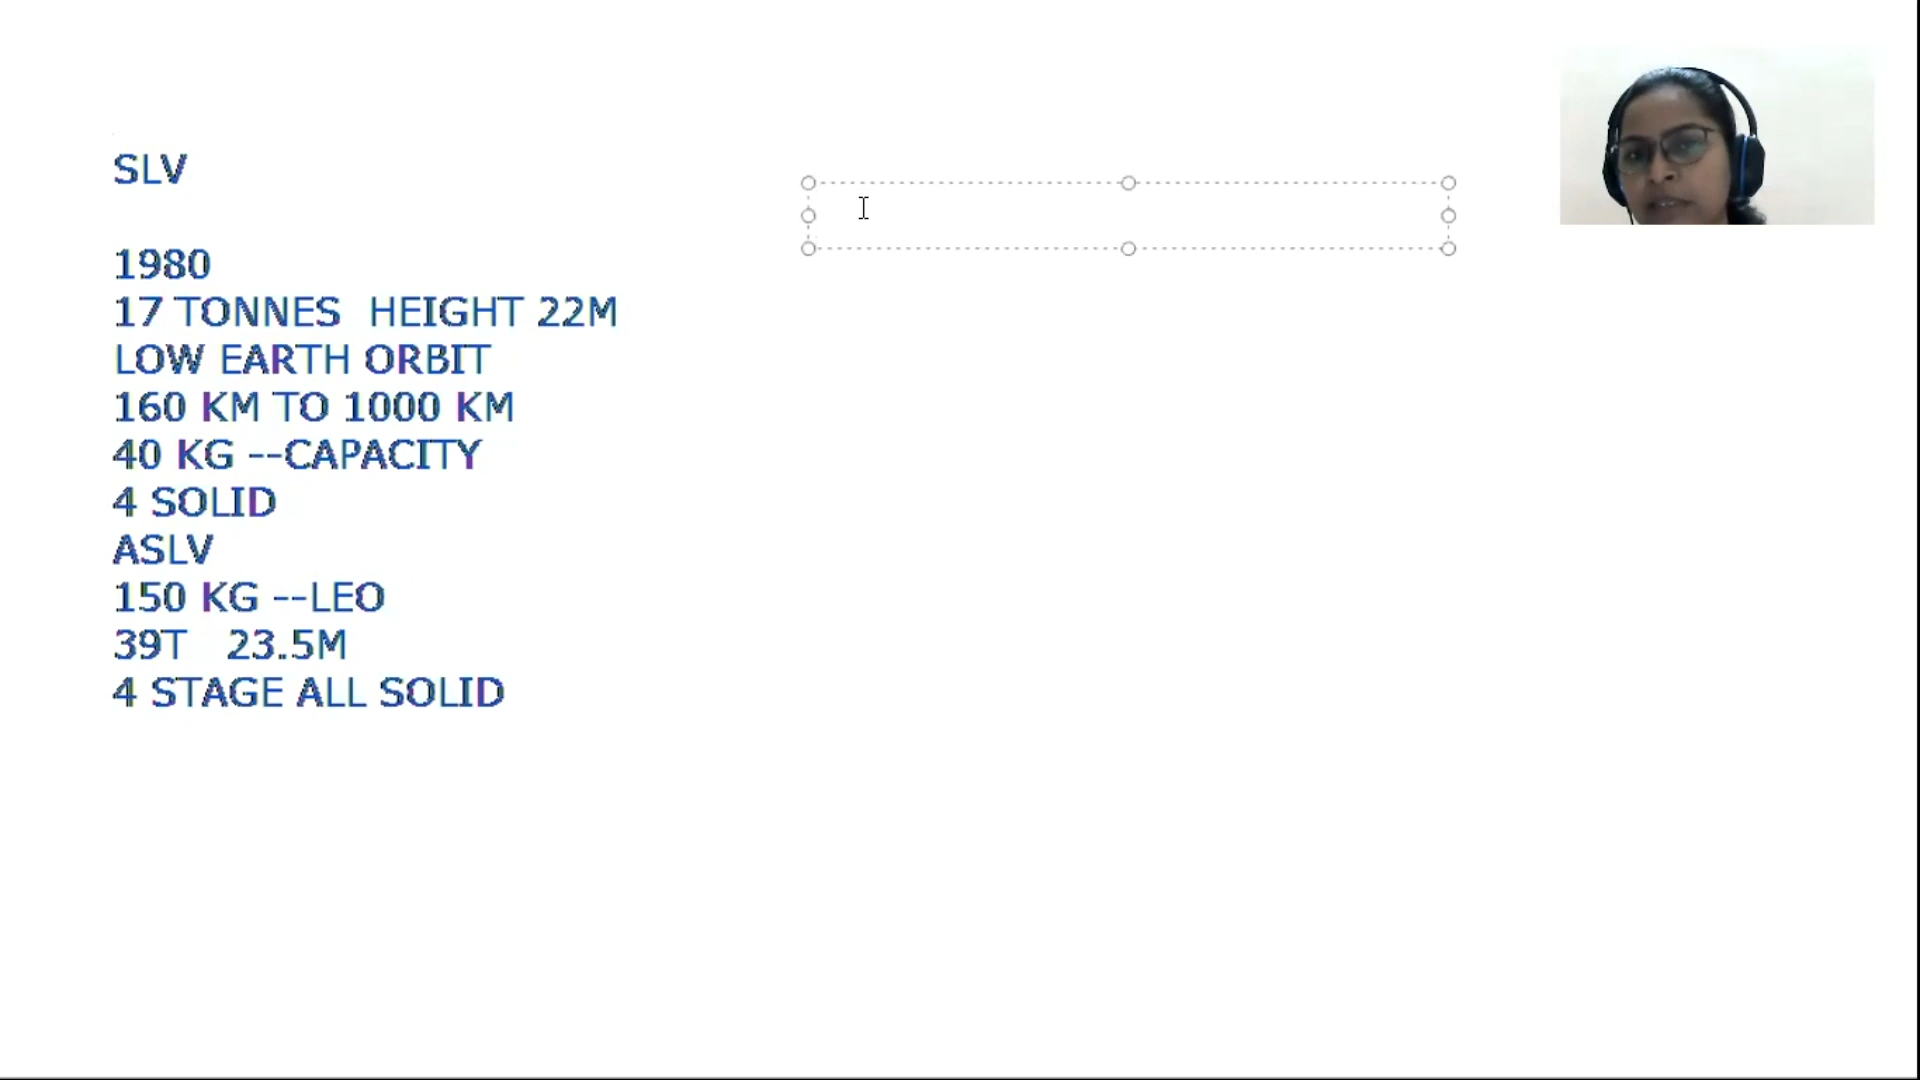 SLV
1980
17 TONNES  HEIGHT 22M
LOW EARTH ORBIT
160 KM TO 1000 KM
40 KG --CAPACITY
4 SOLID
ASLV
150 KG --LEO
39T   23.5M
4 STAGE ALL SOLID